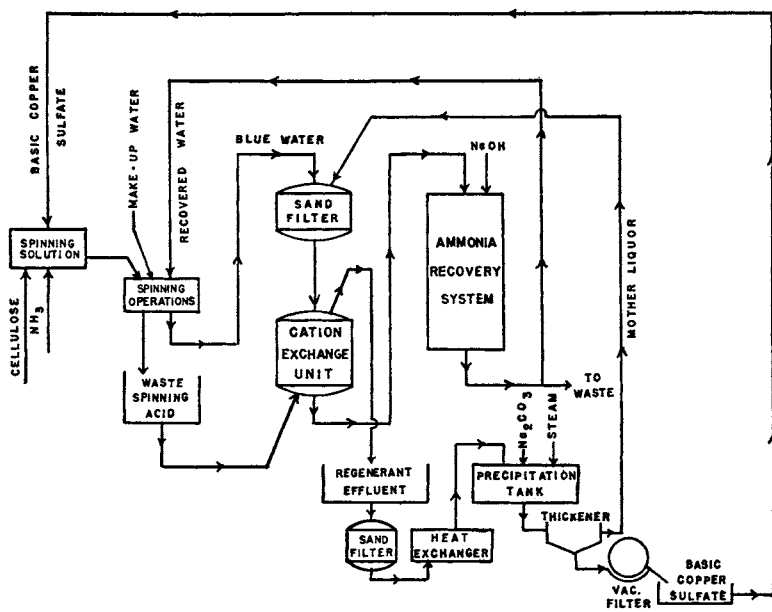 BASIC COPPER
SULFATE
MAKE-UP WATER
RECOVERED WATER
BLUE WATER
NaOH
SAND
FILTER
AMMONIA
RECOVERY
SYSTEM
MOTHER LIQUOR
SPINNING
SOLUTION
SPINNING
OPERATIONS
CELLULOSE
NH3
CATION
EXCHANGE
UNIT
WASTE
SPINNING
ACID
TO
WASTE
Na2CO3
STEAM
REGENERANT
EFFLUENT
PRECIPITATION
TANK
THICKENER
SAND
FILTER
HEAT
EXCHANGER
VAC.
FILTER
BASIC
COPPER
SULFATE